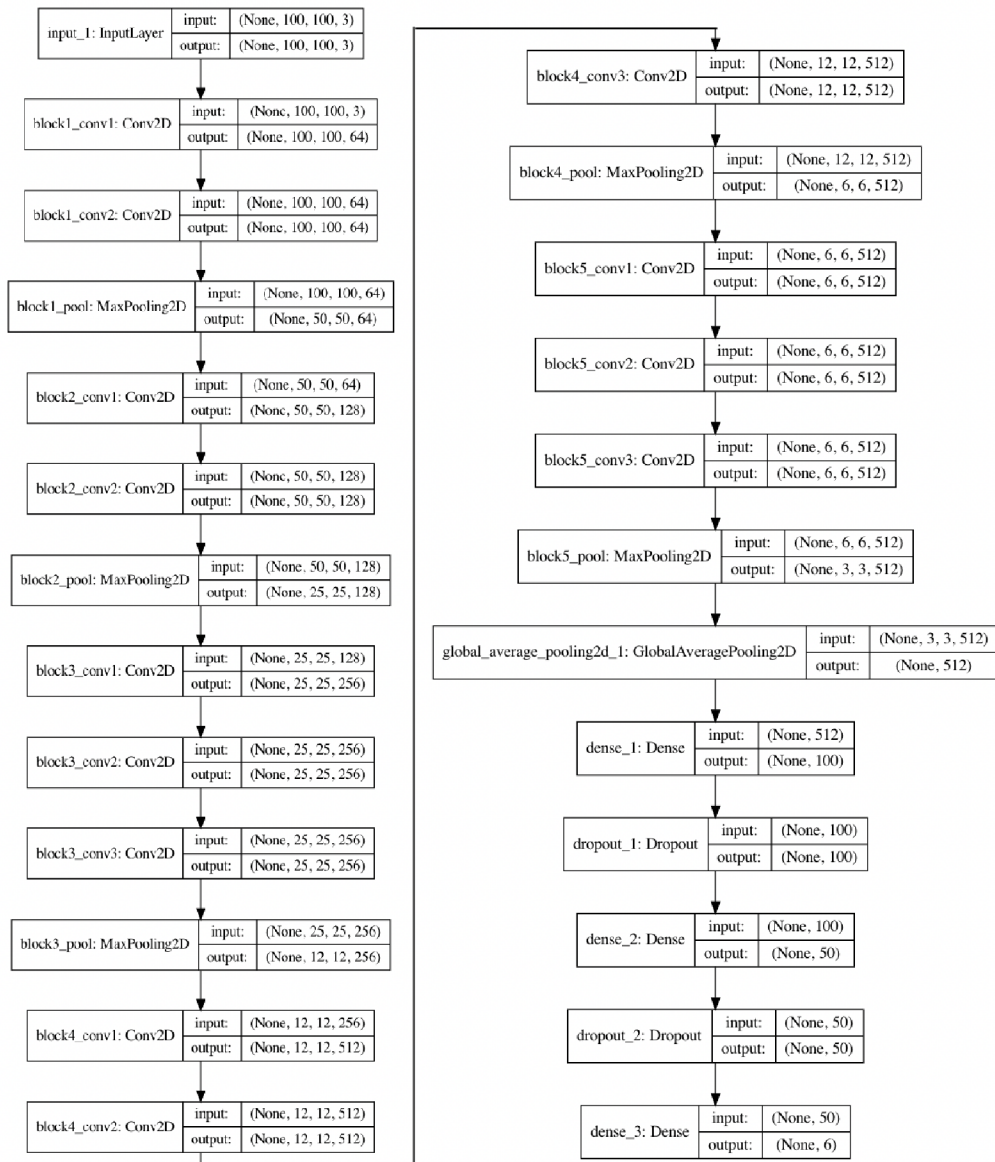 input_1: InputLayer
input: (None, 100, 100, 3)
output: (None, 100, 100, 3)
block1_conv1: Conv2D
input: (None, 100, 100, 3)
output: (None, 100, 100, 64)
block1_conv2: Conv2D
input: (None, 100, 100, 64)
output: (None, 100, 100, 64)
block1_pool: MaxPooling2D
input: (None, 100, 100, 64)
output: (None, 50, 50, 64)
block2_conv1: Conv2D
input: (None, 50, 50, 64)
output: (None, 50, 50, 128)
block2_conv2: Conv2D
input: (None, 50, 50, 128)
output: (None, 50, 50, 128)
block2_pool: MaxPooling2D
input: (None, 50, 50, 128)
output: (None, 25, 25, 128)
block3_conv1: Conv2D
input: (None, 25, 25, 128)
output: (None, 25, 25, 256)
block3_conv2: Conv2D
input: (None, 25, 25, 256)
output: (None, 25, 25, 256)
block3_conv3: Conv2D
input: (None, 25, 25, 256)
output: (None, 25, 25, 256)
block3_pool: MaxPooling2D
input: (None, 25, 25, 256)
output: (None, 12, 12, 256)
block4_conv1: Conv2D
input: (None, 12, 12, 256)
output: (None, 12, 12, 512)
block4_conv2: Conv2D
input: (None, 12, 12, 512)
output: (None, 12, 12, 512)
block4_conv3: Conv2D
input: (None, 12, 12, 512)
output: (None, 12, 12, 512)
block4_pool: MaxPooling2D
input: (None, 12, 12, 512)
output: (None, 6, 6, 512)
block5_conv1: Conv2D
input: (None, 6, 6, 512)
output: (None, 6, 6, 512)
block5_conv2: Conv2D
input: (None, 6, 6, 512)
output: (None, 6, 6, 512)
block5_conv3: Conv2D
input: (None, 6, 6, 512)
output: (None, 6, 6, 512)
block5_pool: MaxPooling2D
input: (None, 6, 6, 512)
output: (None, 3, 3, 512)
global_average_pooling2d_1: GlobalAveragePooling2D
input: (None, 3, 3, 512)
output: (None, 512)
dense_1: Dense
input: (None, 512)
output: (None, 100)
dropout_1: Dropout
input: (None, 100)
output: (None, 100)
dense_2: Dense
input: (None, 100)
output: (None, 50)
dropout_2: Dropout
input: (None, 50)
output: (None, 50)
dense_3: Dense
input: (None, 50)
output: (None, 6)